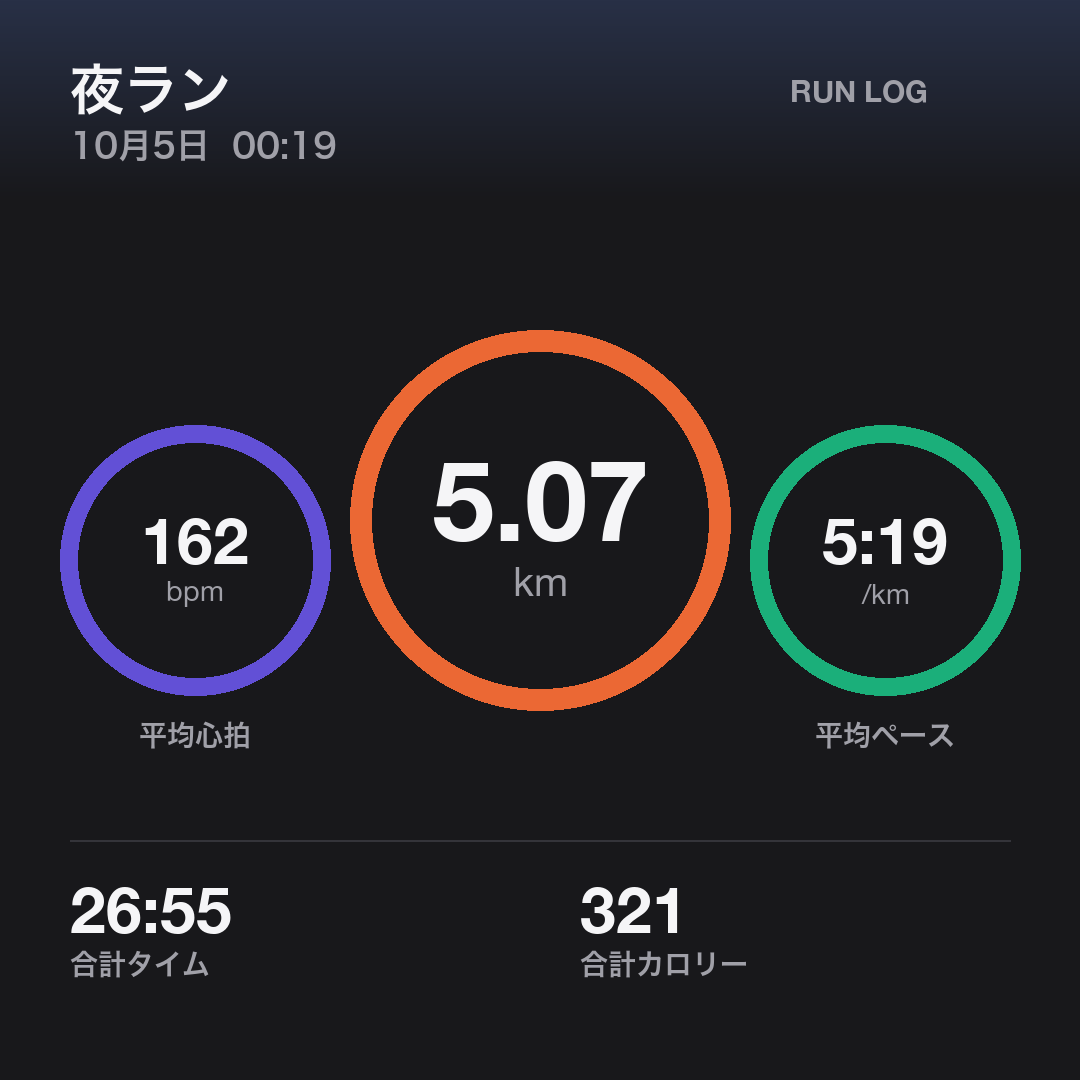 夜ラン
RUN LOG
10月5日 00:19
162
bpm
平均心拍
5.07
km
5:19
/km
平均ペース
26:55
合計タイム
321
合計カロリー